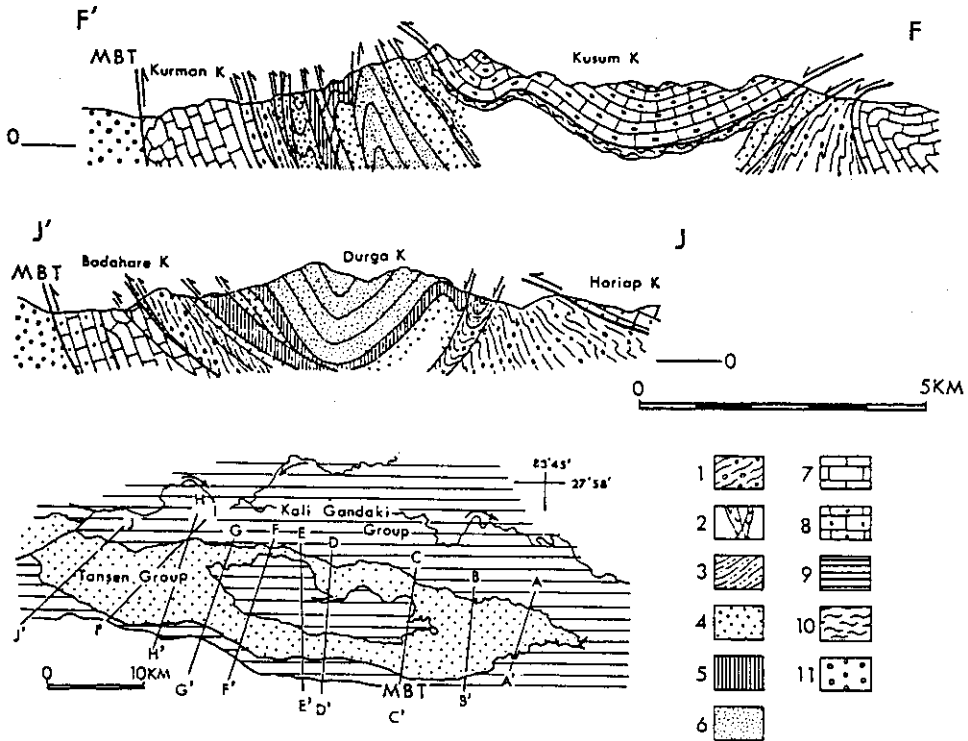 F' F
MBT Kurman K Kusum K
0
J' J
MBT Badahare K Durga K Hariap K
0
0 5KM
83°45'
27°58'
H
Kali Gandaki
Group
J G F E D C B A
Tansen Group
J' I' H' G' F' E' D' MBT C' B' A'
0 10KM
1 7
2 8
3 9
4 10
5 11
6